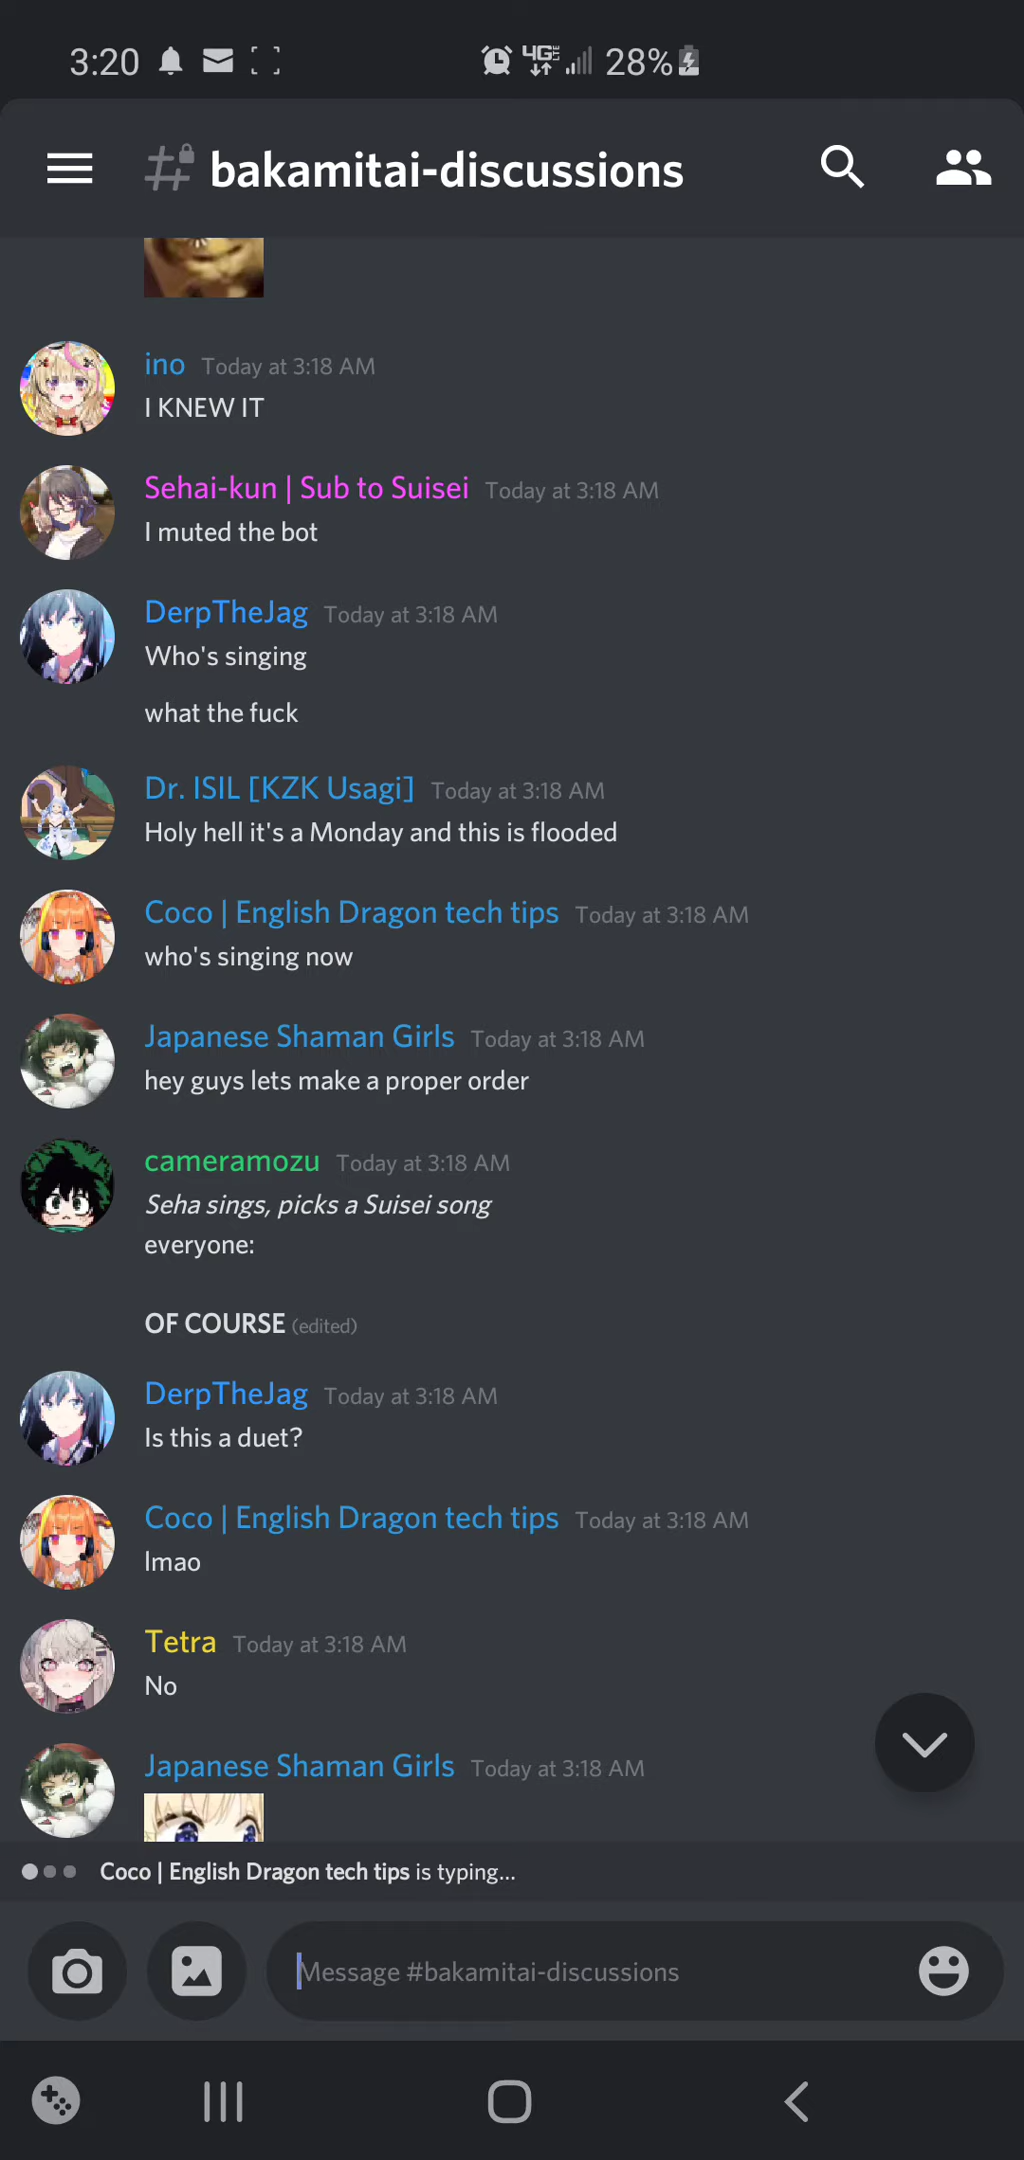 3:20 4G LTE 28%
bakamitai-discussions
ino Today at 3:18 AM
I KNEW IT
Sehai-kun | Sub to Suisei Today at 3:18 AM
I muted the bot
DerpTheJag Today at 3:18 AM
Who's singing
what the fuck
Dr. ISIL [KZK Usagi] Today at 3:18 AM
Holy hell it's a Monday and this is flooded
Coco | English Dragon tech tips Today at 3:18 AM
who's singing now
Japanese Shaman Girls Today at 3:18 AM
hey guys lets make a proper order
cameramozu Today at 3:18 AM
Seha sings, picks a Suisei song
everyone:
OF COURSE (edited)
DerpTheJag Today at 3:18 AM
Is this a duet?
Coco | English Dragon tech tips Today at 3:18 AM
lmao
Tetra Today at 3:18 AM
No
Japanese Shaman Girls Today at 3:18 AM
Coco | English Dragon tech tips is typing...
Message #bakamitai-discussions